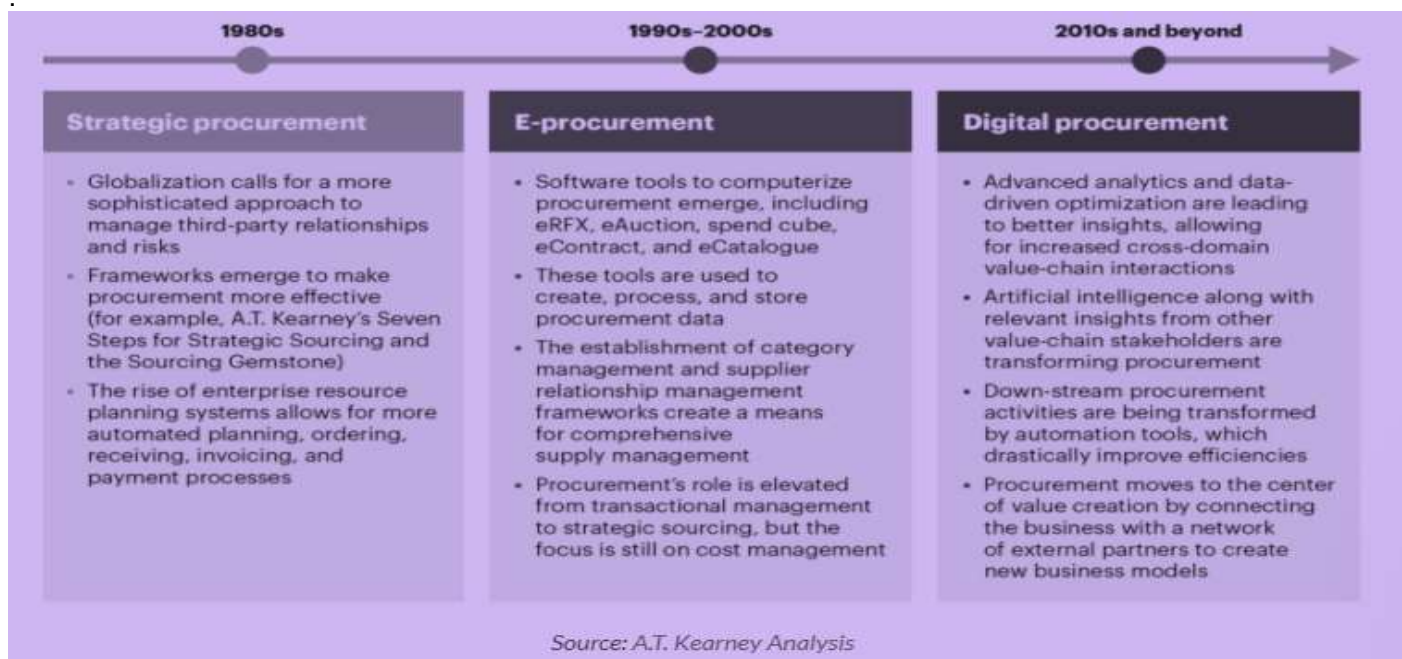 .
1980s
1990s–2000s
2010s and beyond
Strategic procurement
• Globalization calls for a more
sophisticated approach to
manage third-party relationships
and risks
• Frameworks emerge to make
procurement more effective
(for example, A.T. Kearney's Seven
Steps for Strategic Sourcing and
the Sourcing Gemstone)
• The rise of enterprise resource
planning systems allows for more
automated planning, ordering,
receiving, invoicing, and
payment processes
E-procurement
• Software tools to computerize
procurement emerge, including
eRFX, eAuction, spend cube,
eContract, and eCatalogue
• These tools are used to
create, process, and store
procurement data
• The establishment of category
management and supplier
relationship management
frameworks create a means
for comprehensive
supply management
• Procurement's role is elevated
from transactional management
to strategic sourcing, but the
focus is still on cost management
Digital procurement
• Advanced analytics and data-
driven optimization are leading
to better insights, allowing
for increased cross-domain
value-chain interactions
• Artificial intelligence along with
relevant insights from other
value-chain stakeholders are
transforming procurement
• Down-stream procurement
activities are being transformed
by automation tools, which
drastically improve efficiencies
• Procurement moves to the center
of value creation by connecting
the business with a network
of external partners to create
new business models
Source: A.T. Kearney Analysis